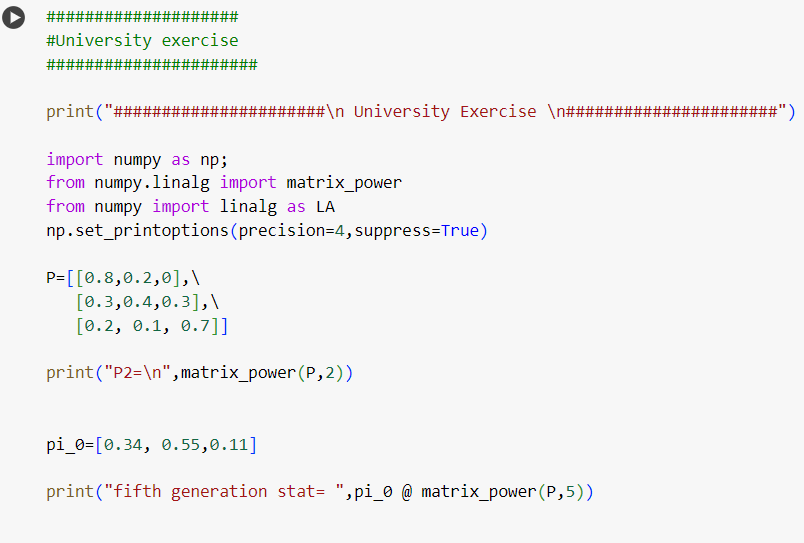 ####################
#University exercise
######################
print("######################\n University Exercise \n######################")
import numpy as np;
from numpy.linalg import matrix_power
from numpy import linalg as LA
np.set_printoptions(precision=4,suppress=True)
P=[[0.8,0.2,0],\
[0.3,0.4,0.3],\
[0.2, 0.1, 0.7]]
print("P2=\n",matrix_power(P,2))
pi_0=[0.34, 0.55,0.11]
print("fifth generation stat= ",pi_0 @ matrix_power(P,5))